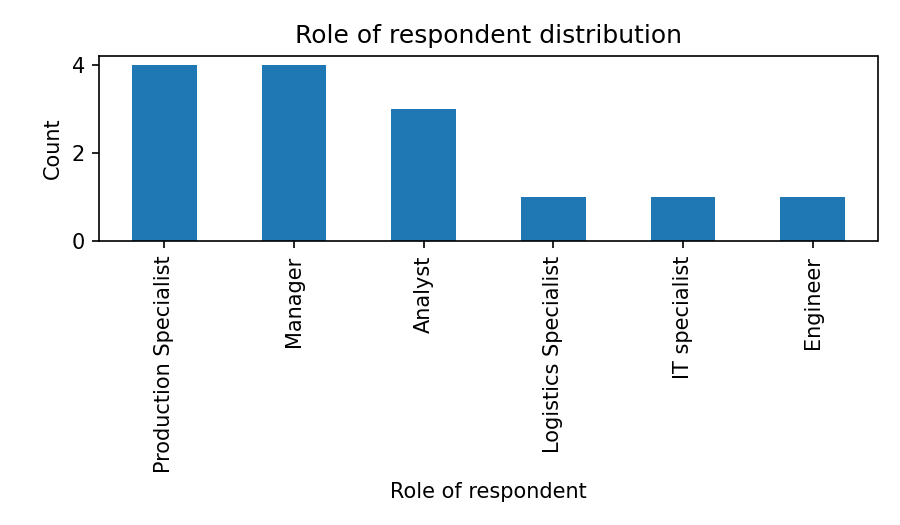 Role of respondent distribution
Count
4
2
0
Production Specialist
Manager
Analyst
Logistics Specialist
IT specialist
Engineer
Role of respondent